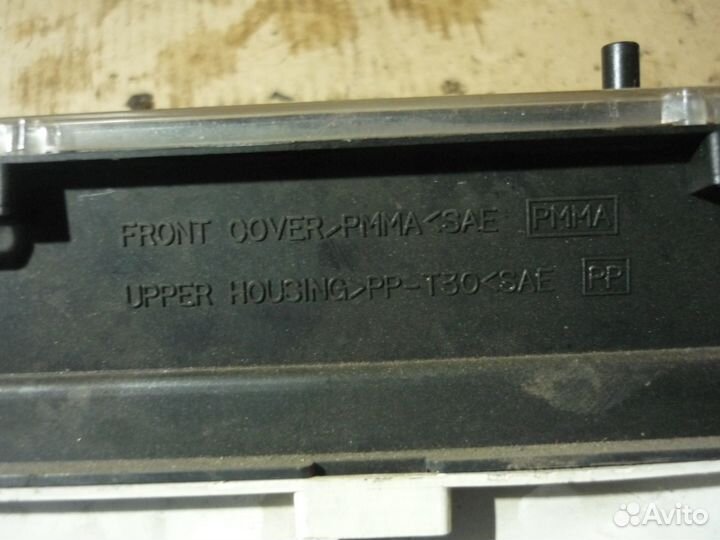 FRONT COVER>PMMA<SAE PMMA
UPPER HOUSING>PP-T30<SAE PP
Avito